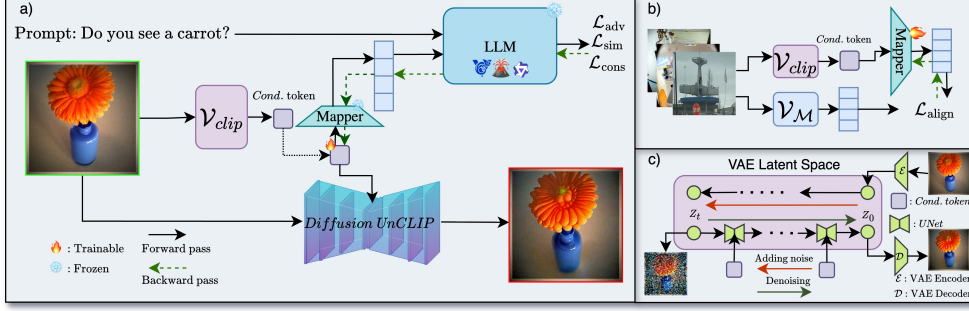 a)
Prompt: Do you see a carrot?
LLM
ℒadv
ℒsim
ℒcons
𝒱clip
Cond. token
Mapper
Diffusion UnCLIP
: Trainable
: Frozen
Forward pass
Backward pass
b)
𝒱clip
Cond. token
Mapper
𝒱ℳ
ℒalign
c)
VAE Latent Space
zt
z0
ℰ
𝒟
: Cond. token
: UNet
Adding noise
Denoising
ℰ : VAE Encoder
𝒟 : VAE Decoder